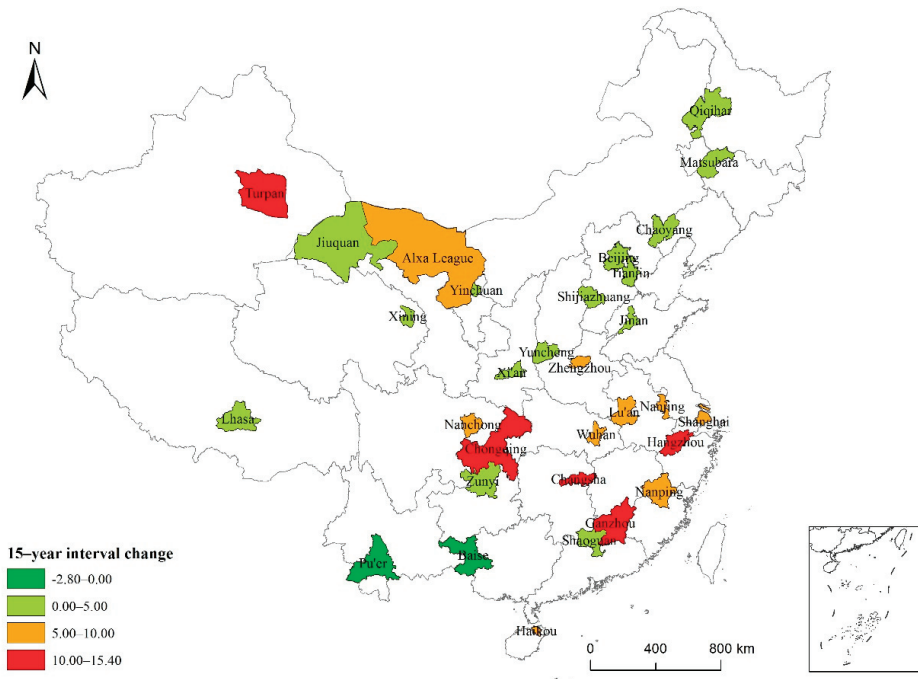 N
Qiqihar
Matsubara
Turpan
Chaoyang
Jiuquan
Alxa League
Beijing
Tianjin
Yinchuan
Shijiazhuang
Xining
Jinan
Yunchong
Zhengzhou
Xi'an
Lhasa
Nanchong
Lu'an
Nanjing
Shanghai
Wuhan
Hangzhou
Chongqing
Zunyi
Changsha
Nanping
Ganzhou
Shaoguan
15–year interval change
Pu'er
Baise
-2.80–0.00
0.00–5.00
5.00–10.00
10.00–15.40
Haikou
0 400 800 km